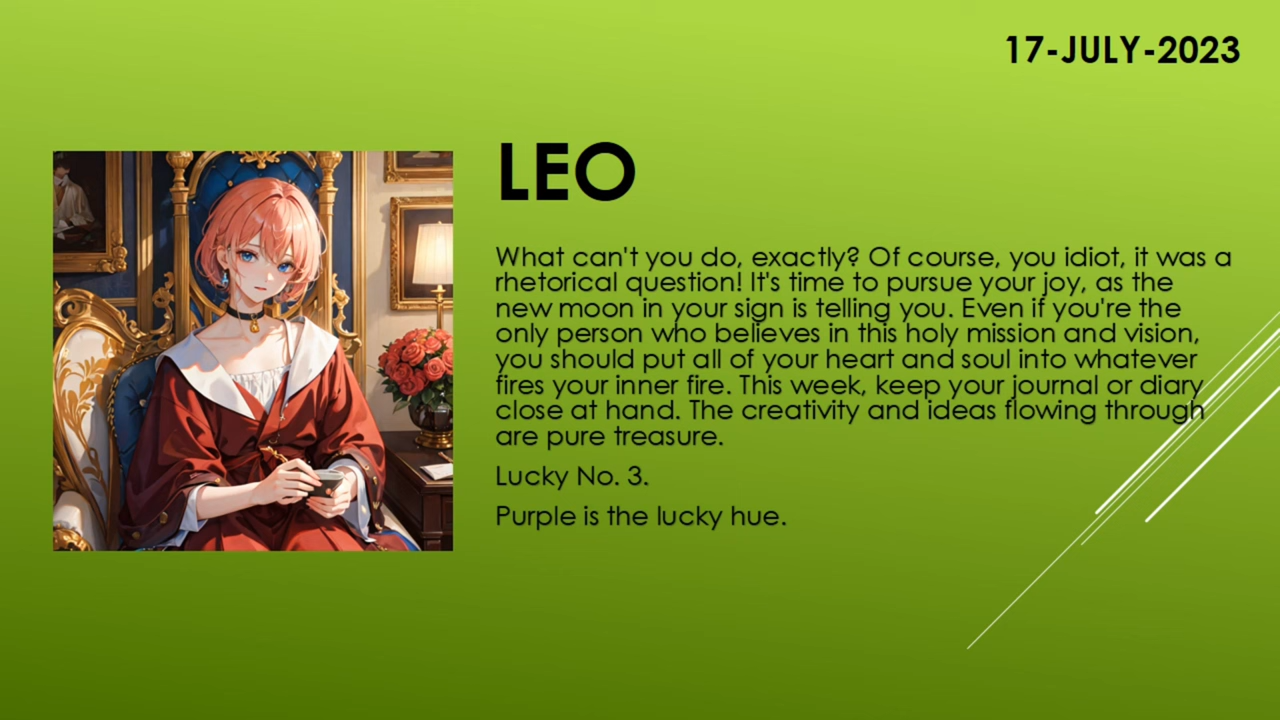 17-JULY-2023
LEO
What can't you do, exactly? Of course, you idiot, it was a
rhetorical question! It's time to pursue your joy, as the
new moon in your sign is telling you. Even if you're the
only person who believes in this holy mission and vision,
you should put all of your heart and soul into whatever
fires your inner fire. This week, keep your journal or diary
close at hand. The creativity and ideas flowing through
are pure treasure.
Lucky No. 3.
Purple is the lucky hue.